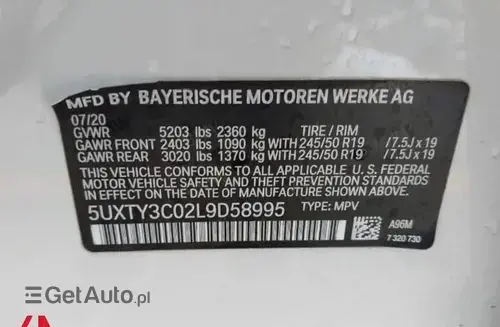 MFD BY BAYERISCHE MOTOREN WERKE AG
07/20
GVWR 5203 lbs 2360 kg TIRE / RIM
GAWR FRONT 2403 lbs 1090 kg WITH 245/50 R19 /7.5J x 19
GAWR REAR 3020 lbs 1370 kg WITH 245/50 R19 /7.5J x 19
THIS VEHICLE CONFORMS TO ALL APPLICABLE U.S. FEDERAL
MOTOR VEHICLE SAFETY AND THEFT PREVENTION STANDARDS
IN EFFECT ON THE DATE OF MANUFACTURE SHOWN ABOVE.
5UXTY3C02L9D58995 TYPE: MPV
A96M
7 320 730
GetAuto.pl